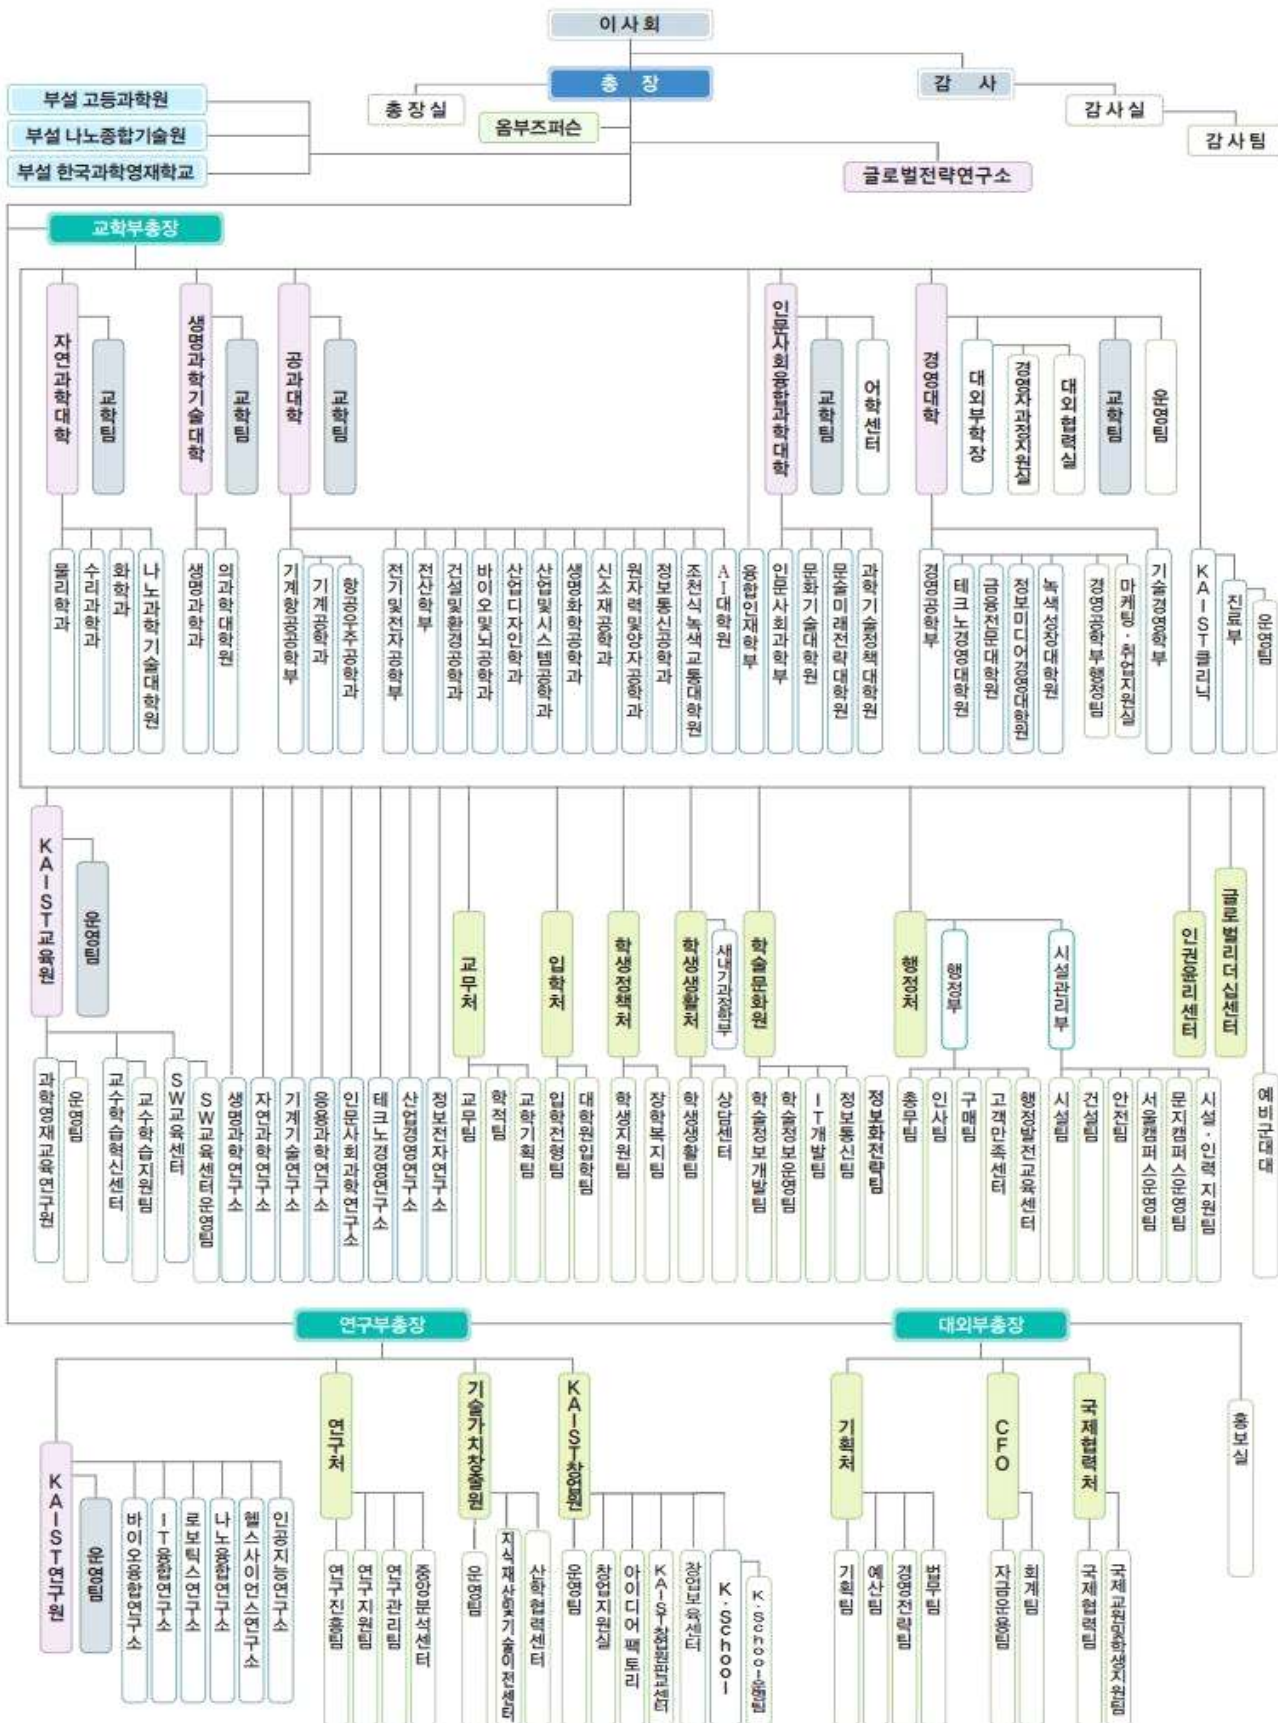 이사회
총 장
감 사
부설 고등과학원
총장실
감사실
옴부즈퍼슨
부설 나노종합기술원
감사팀
부설 한국과학영재학교
글로벌전략연구소
교학부총장
자연과학대학
교학팀
생명과학기술대학
교학팀
공과대학
교학팀
인문사회융합과학대학
교학팀
어학센터
경영대학
대외부학장
경영자과정지원실
대외협력실
교학팀
운영팀
물리학과
수리과학과
화학과
나노과학기술대학원
생명과학과
의과학대학원
기계항공공학부
기계공학과
항공우주공학과
전기및전자공학부
전산학부
건설및환경공학과
바이오및뇌공학과
산업디자인학과
산업및시스템공학과
생명화학공학과
신소재공학과
원자력및양자공학과
정보통신공학과
조천식녹색교통대학원
AI대학원
융합인재학부
인문사회과학부
문화기술대학원
문술미래전략대학원
과학기술정책대학원
경영공학부
테크노경영대학원
금융전문대학원
정보미디어경영대학원
녹색성장대학원
경영공학부행정팀
마케팅·취업지원실
기술경영학부
KAIST클리닉
진료부
운영팀
KAIST교육원
운영팀
교무처
입학처
학생정책처
학생생활처
새내기과정학부
학술문화원
행정처
행정부
시설관리부
인권윤리센터
글로벌리더십센터
과학영재교육연구원
운영팀
교수학습혁신센터
교수학습지원팀
SW교육센터
SW교육센터운영팀
생명과학연구소
자연과학연구소
기계기술연구소
응용과학연구소
인문사회과학연구소
테크노경영연구소
산업경영연구소
정보전자연구소
교무팀
학적팀
교학기획팀
입학전형팀
대학원입학팀
학생지원팀
장학복지팀
학생생활팀
상담센터
학술정보개발팀
학술정보운영팀
IT개발팀
정보통신팀
정보화전략팀
총무팀
인사팀
구매팀
고객만족센터
행정발전교육센터
시설팀
건설팀
안전팀
서울캠퍼스운영팀
문지캠퍼스운영팀
시설·인력 지원팀
예비군대대
연구부총장
대외부총장
KAIST연구원
운영팀
바이오융합연구소
IT융합연구소
로보틱스연구소
나노융합연구소
헬스사이언스연구소
인공지능연구소
연구처
기술가치창출원
KAIST창업원
기획처
CFO
국제협력처
홍보실
연구진흥팀
연구지원팀
연구관리팀
중앙분석센터
운영팀
지식재산및기술이전센터
산학협력센터
운영팀
창업지원실
아이디어 팩토리
KAIST창업원판교센터
창업보육센터
K·School
K·School운영팀
기획팀
예산팀
경영전략팀
법무팀
자금운용팀
회계팀
국제협력팀
국제교원및학생지원팀